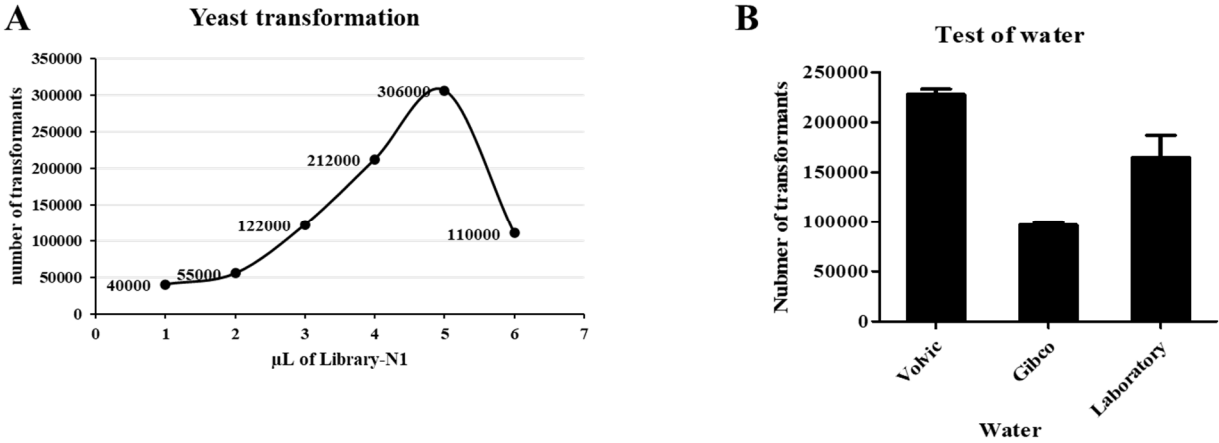 A
Yeast transformation
number of transformants
350000
300000
250000
200000
150000
100000
50000
0
40000
55000
122000
212000
306000
110000
0 1 2 3 4 5 6 7
µL of Library-N1
B
Test of water
Nubmer of transformants
250000
200000
150000
100000
50000
0
Volvic
Gibco
Laboratory
Water